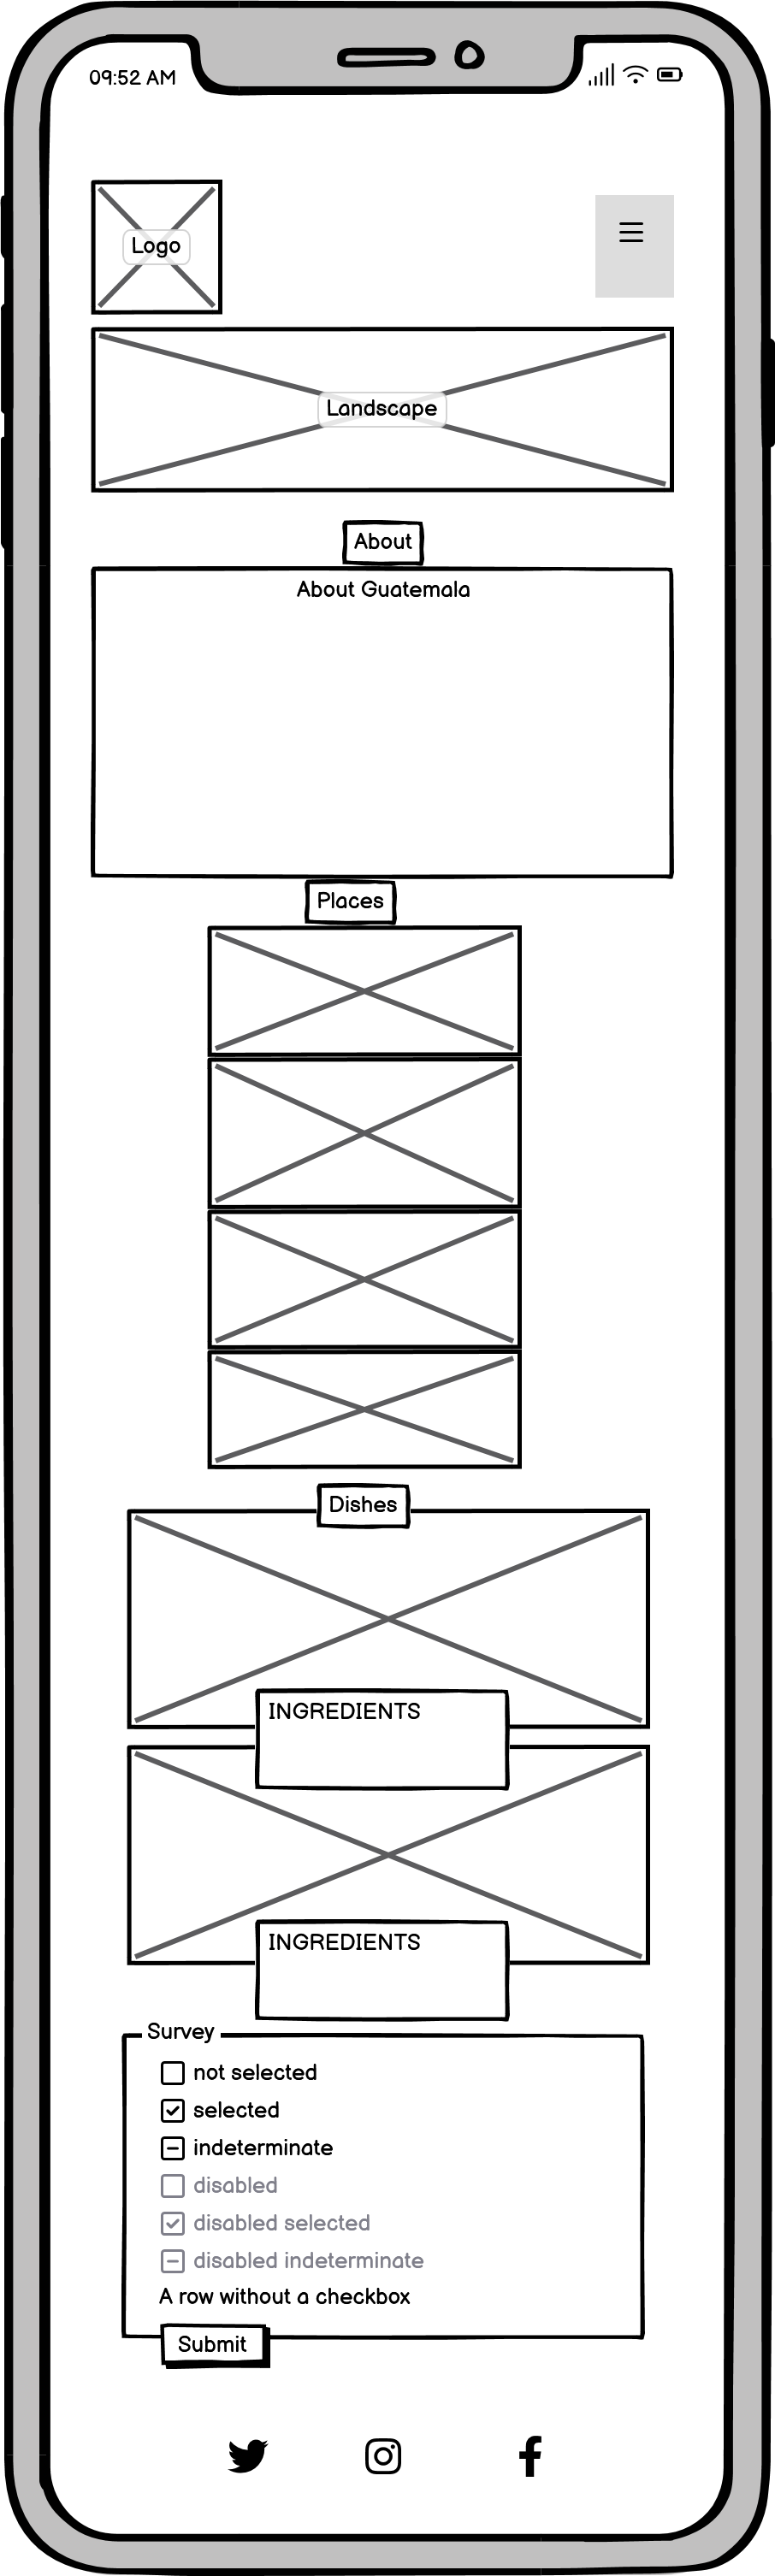 09:52 AM
Logo
Landscape
About
About Guatemala
Places
Dishes
INGREDIENTS
INGREDIENTS
Survey
not selected
selected
indeterminate
disabled
disabled selected
disabled indeterminate
A row without a checkbox
Submit